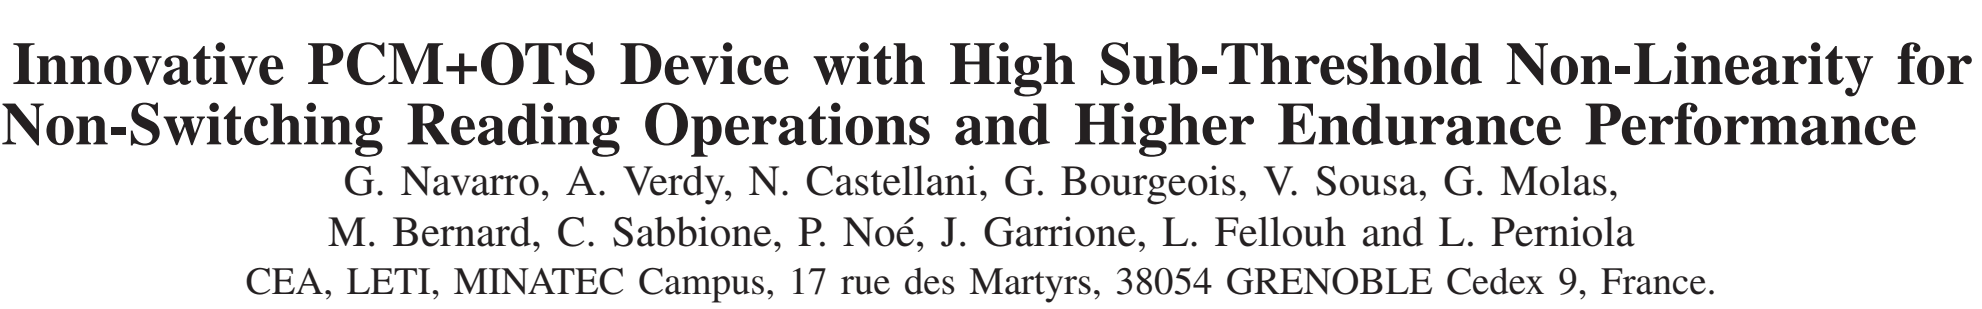 Innovative PCM+OTS Device with High Sub-Threshold Non-Linearity for
Non-Switching Reading Operations and Higher Endurance Performance
G. Navarro, A. Verdy, N. Castellani, G. Bourgeois, V. Sousa, G. Molas,
M. Bernard, C. Sabbione, P. Noé, J. Garrione, L. Fellouh and L. Perniola
CEA, LETI, MINATEC Campus, 17 rue des Martyrs, 38054 GRENOBLE Cedex 9, France.